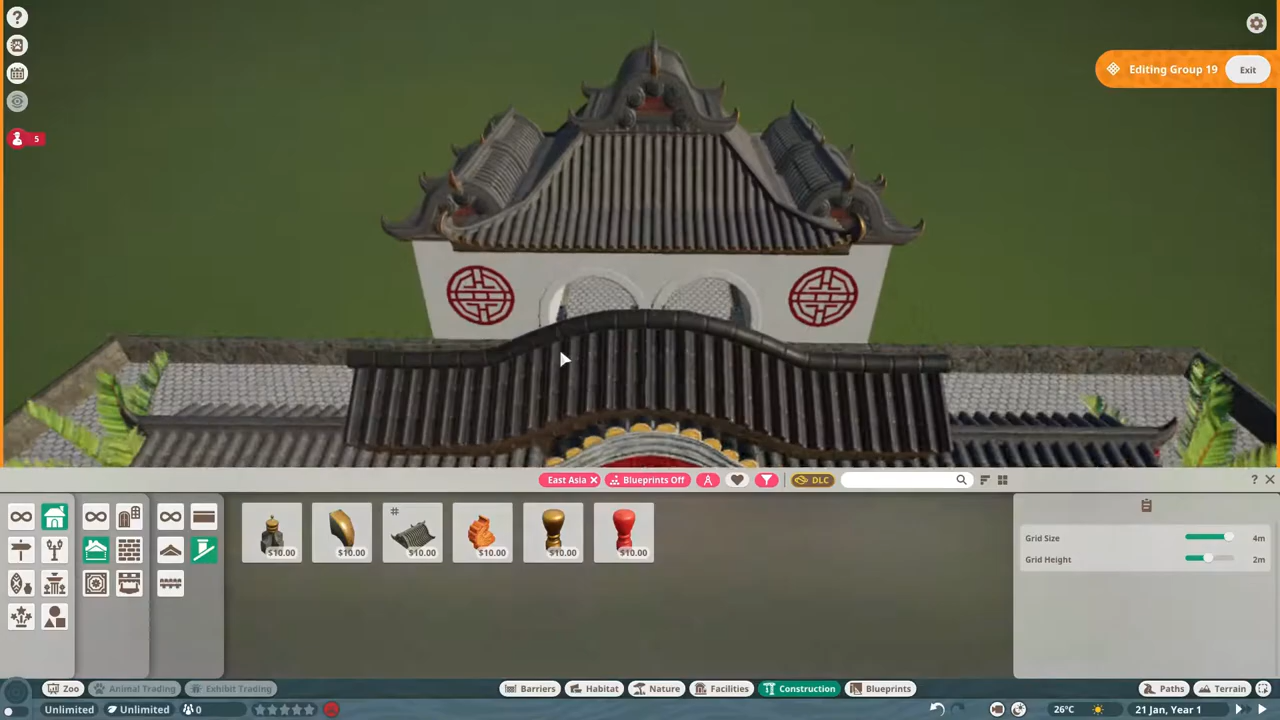 ?
Editing Group 19 Exit
5
East Asia Blueprints Off DLC ?
$10.00 $10.00 $10.00 $10.00 $10.00 $10.00
Grid Size 4m
Grid Height 2m
Zoo Animal Trading Exhibit Trading Barriers Habitat Nature Facilities Construction Blueprints Paths Terrain
Unlimited Unlimited 0 26°C 21 Jan, Year 1